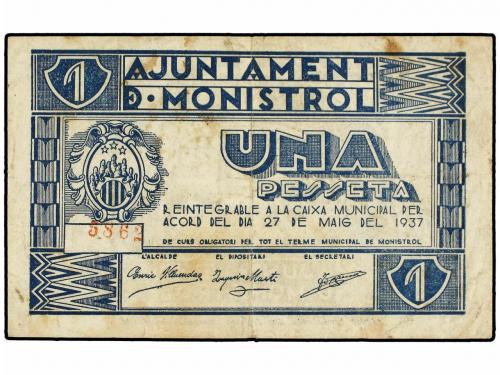 1
AJUNTAMENT
D· MONISTROL
UNA
PESSETA
REINTEGRABLE A LA CAIXA MUNICIPAL PER
ACORD DEL DIA 27 DE MAIG DEL 1937
5862
DE CURS OBLIGATORI PER TOT EL TERME MUNICIPAL DE MONISTROL
L'ALCALDE EL DIPOSITARI EL SECRETARI
1